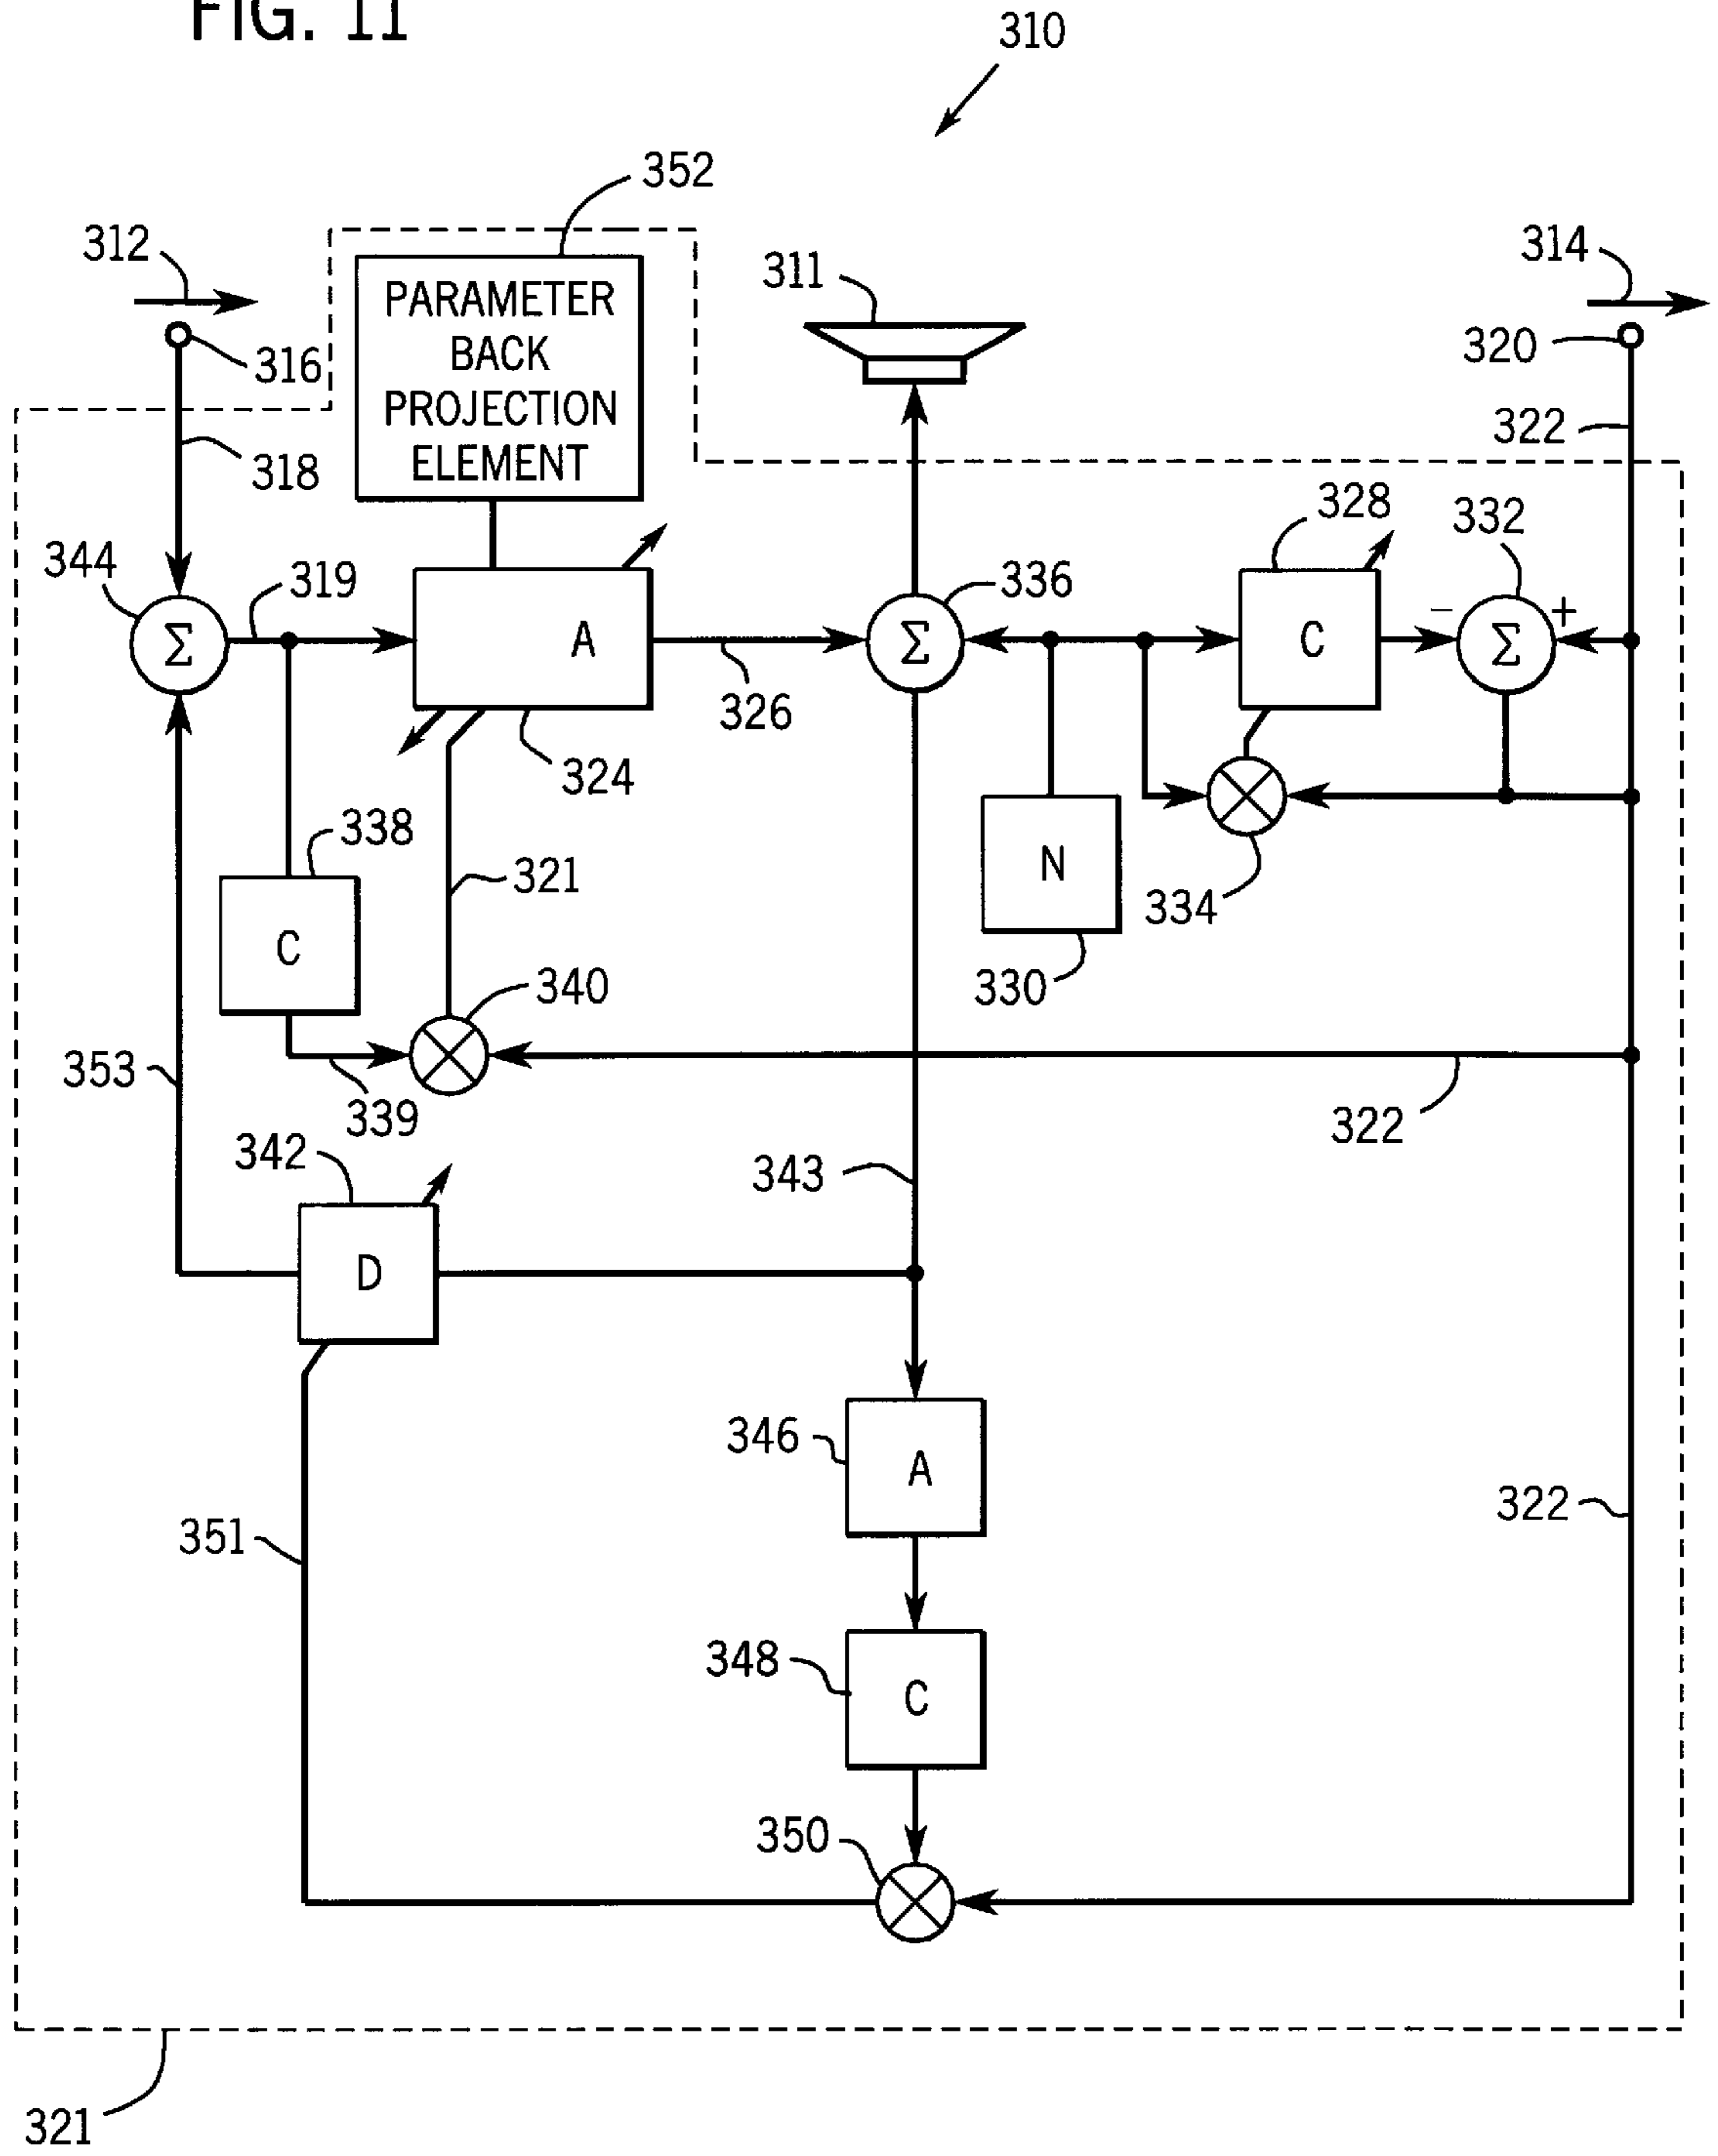 FIG. 11
310
352
312
311
314
PARAMETER
BACK
PROJECTION
ELEMENT
316
320
322
318
328
332
344
319
336
Σ
A
Σ
C
−
Σ
+
326
324
338
321
N
334
C
340
330
353
339
322
342
343
D
346
A
351
322
348
C
350
321